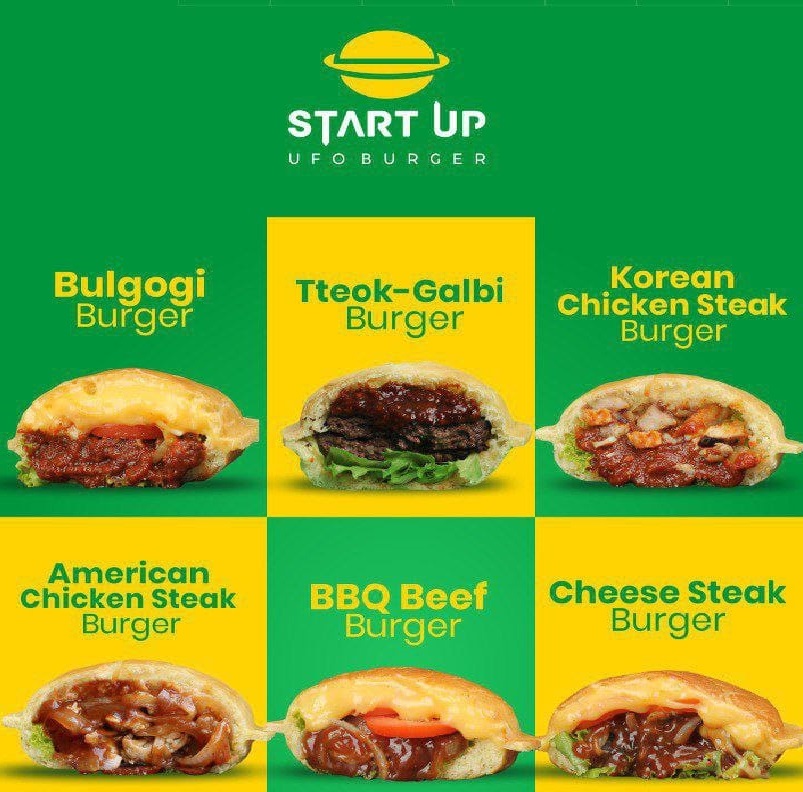 START UP
UFO BURGER
Bulgogi
Burger
Tteok-Galbi
Burger
Korean
Chicken Steak
Burger
American
Chicken Steak
Burger
BBQ Beef
Burger
Cheese Steak
Burger